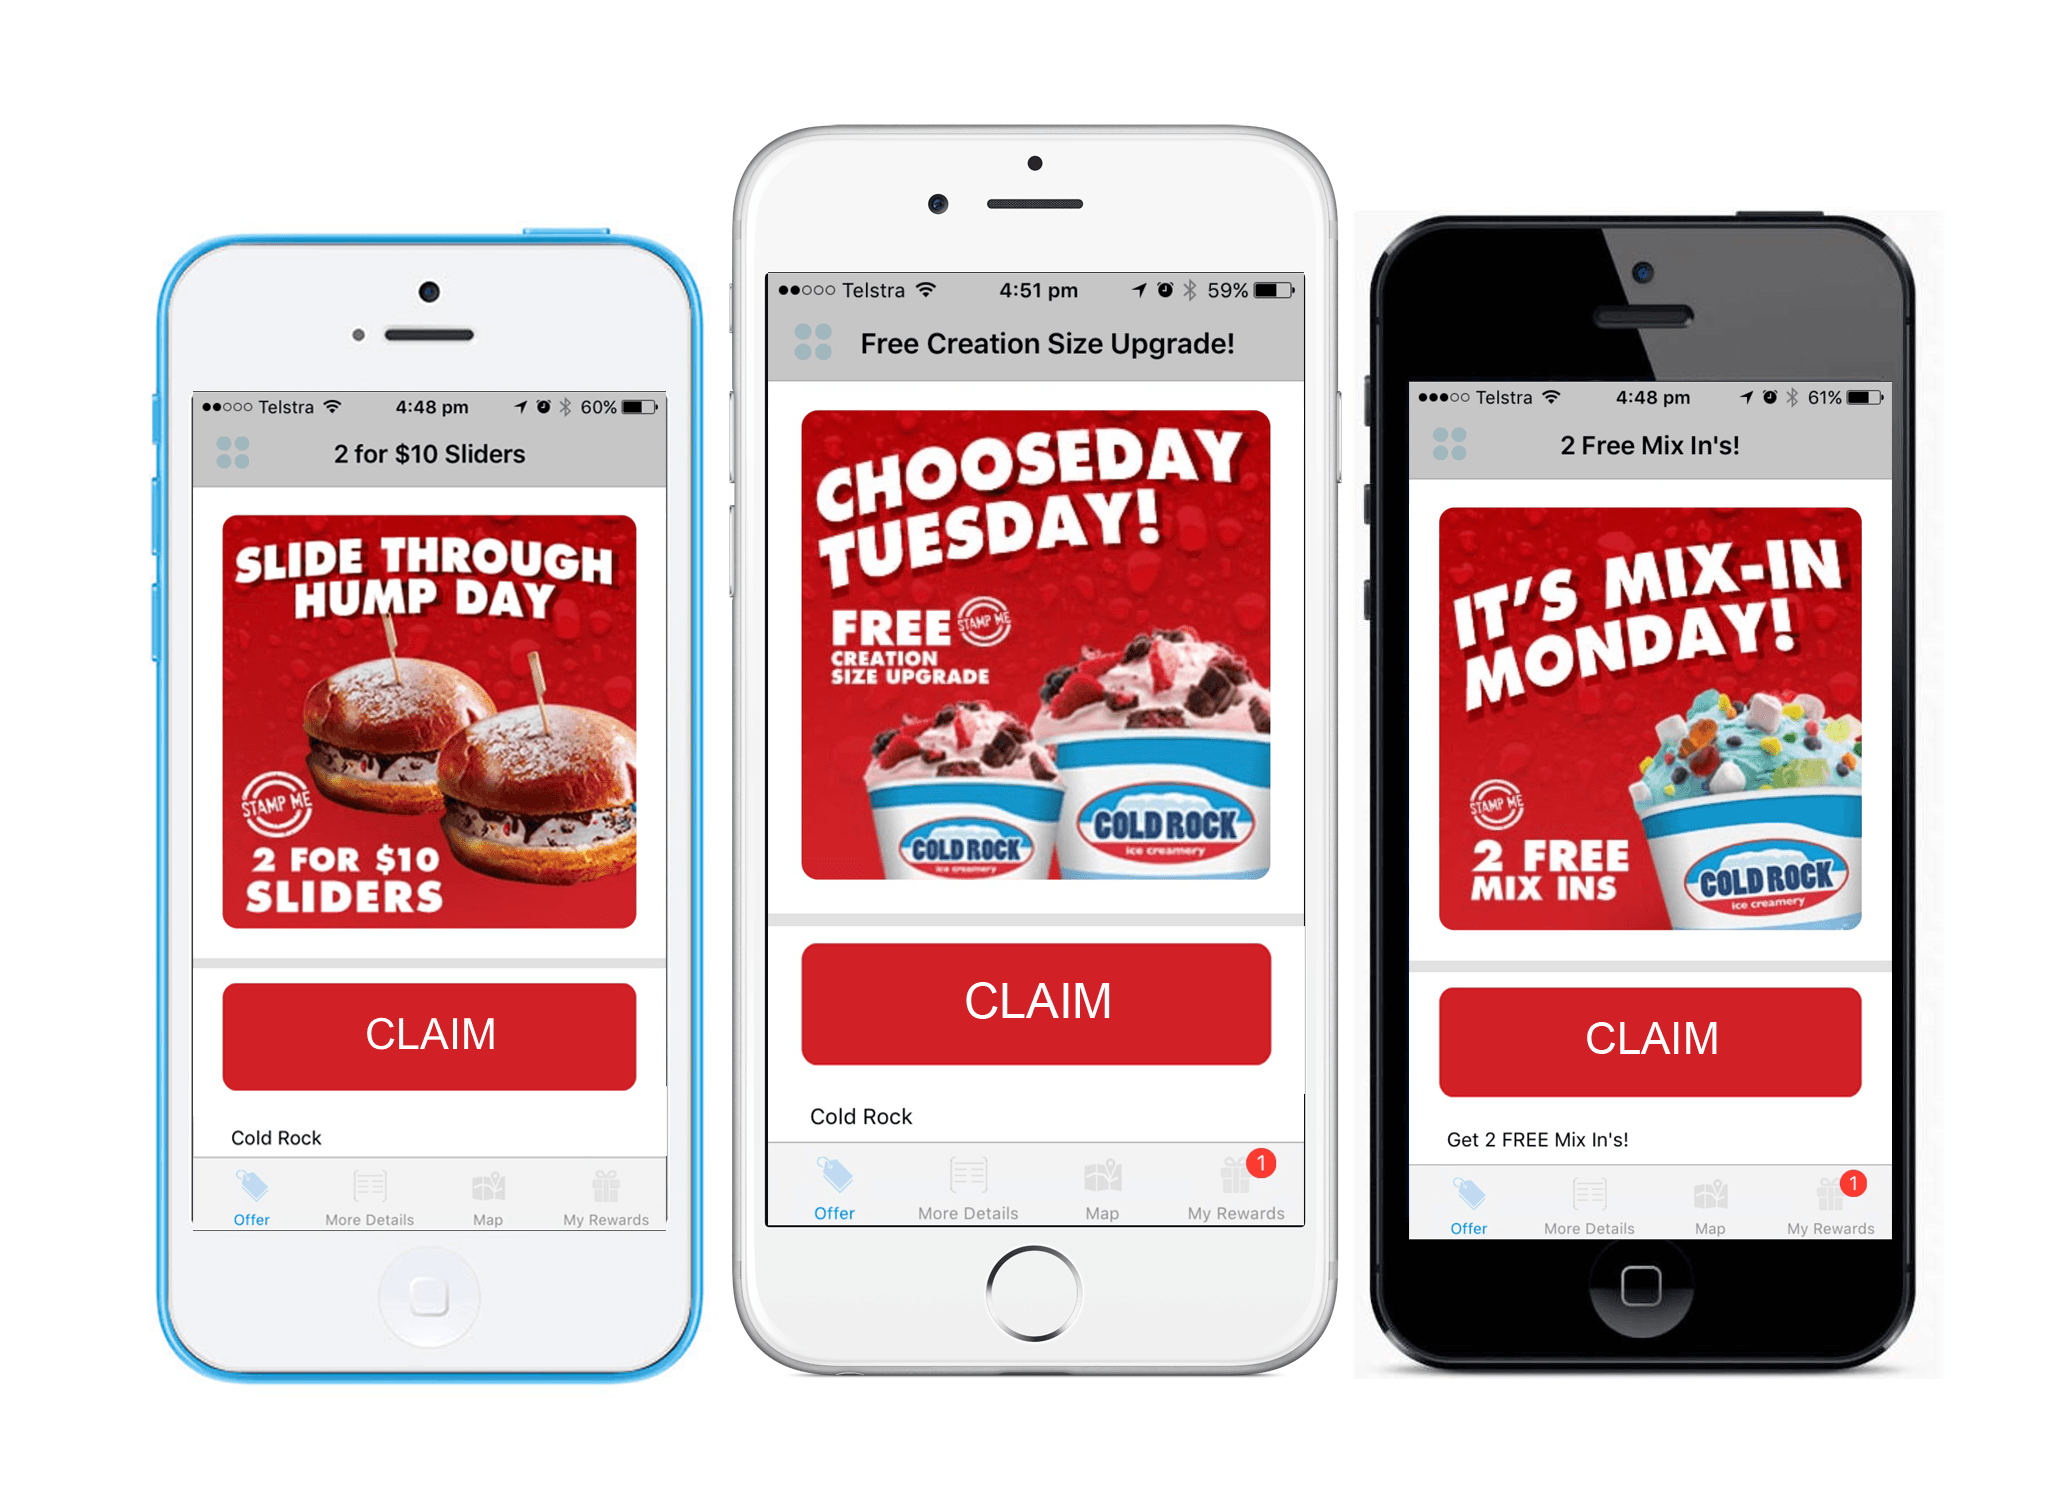 Telstra 4:48 pm 60%
2 for $10 Sliders
SLIDE THROUGH
HUMP DAY
STAMP ME
2 FOR $10
SLIDERS
CLAIM
Cold Rock
Offer More Details Map My Rewards
Telstra 4:51 pm 59%
Free Creation Size Upgrade!
CHOOSEDAY
TUESDAY!
FREE STAMP ME
CREATION
SIZE UPGRADE
COLD ROCK
ice creamery
COLD ROCK
ice creamery
CLAIM
Cold Rock
1
Offer More Details Map My Rewards
Telstra 4:48 pm 61%
2 Free Mix In's!
IT'S MIX-IN
MONDAY!
STAMP ME
2 FREE
MIX INS
COLD ROCK
ice creamery
CLAIM
Get 2 FREE Mix In's!
1
Offer More Details Map My Rewards